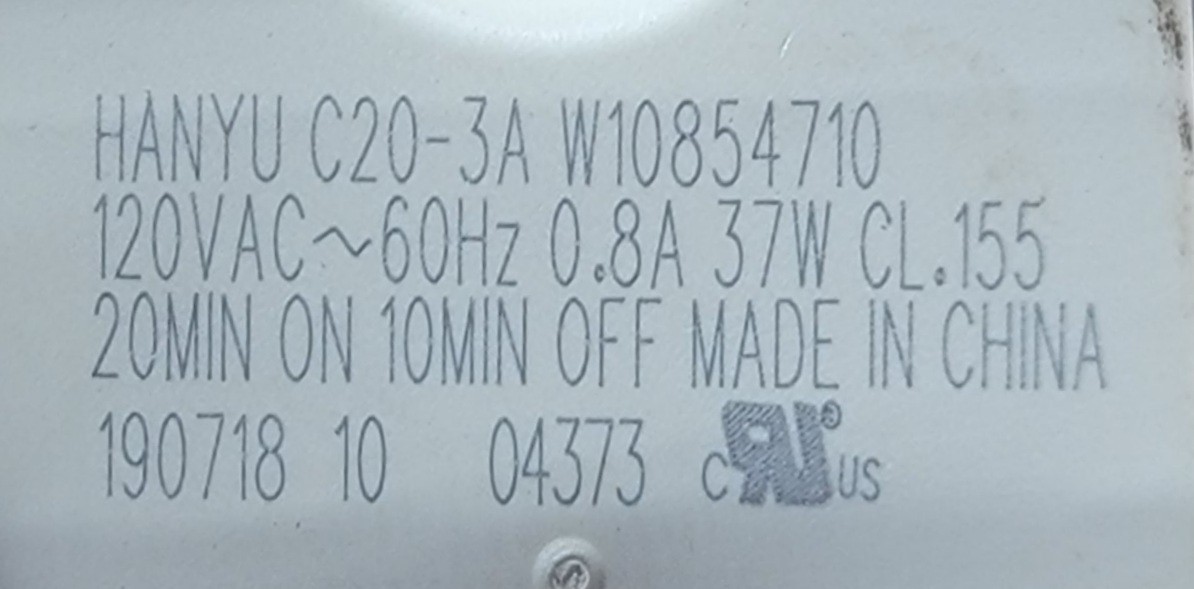 HANYU C20-3A W10854710
120VAC~60Hz 0.8A 37W CL.155
20MIN ON 10MIN OFF MADE IN CHINA
190718 10 04373 c RU® US